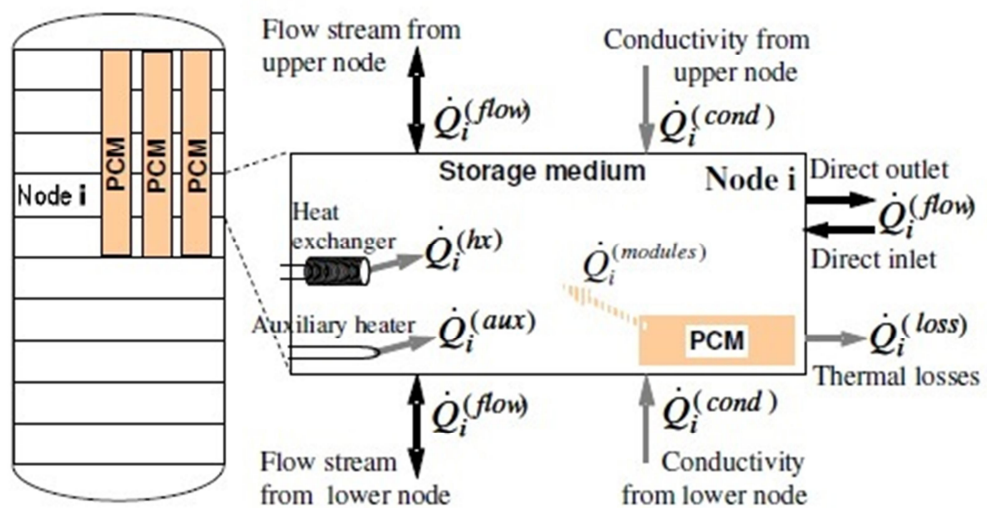 PCM
PCM
PCM
Node i
Flow stream from
upper node
Q̇i(flow)
Conductivity from
upper node
Q̇i(cond )
Storage medium
Node i
Direct outlet
Q̇i(flow)
Direct inlet
Heat
exchanger
Q̇i(hx)
Q̇i(modules)
Auxiliary heater
Q̇i(aux)
PCM
Q̇i(loss)
Thermal losses
Q̇i(flow)
Q̇i(cond )
Flow stream
from lower node
Conductivity
from lower node